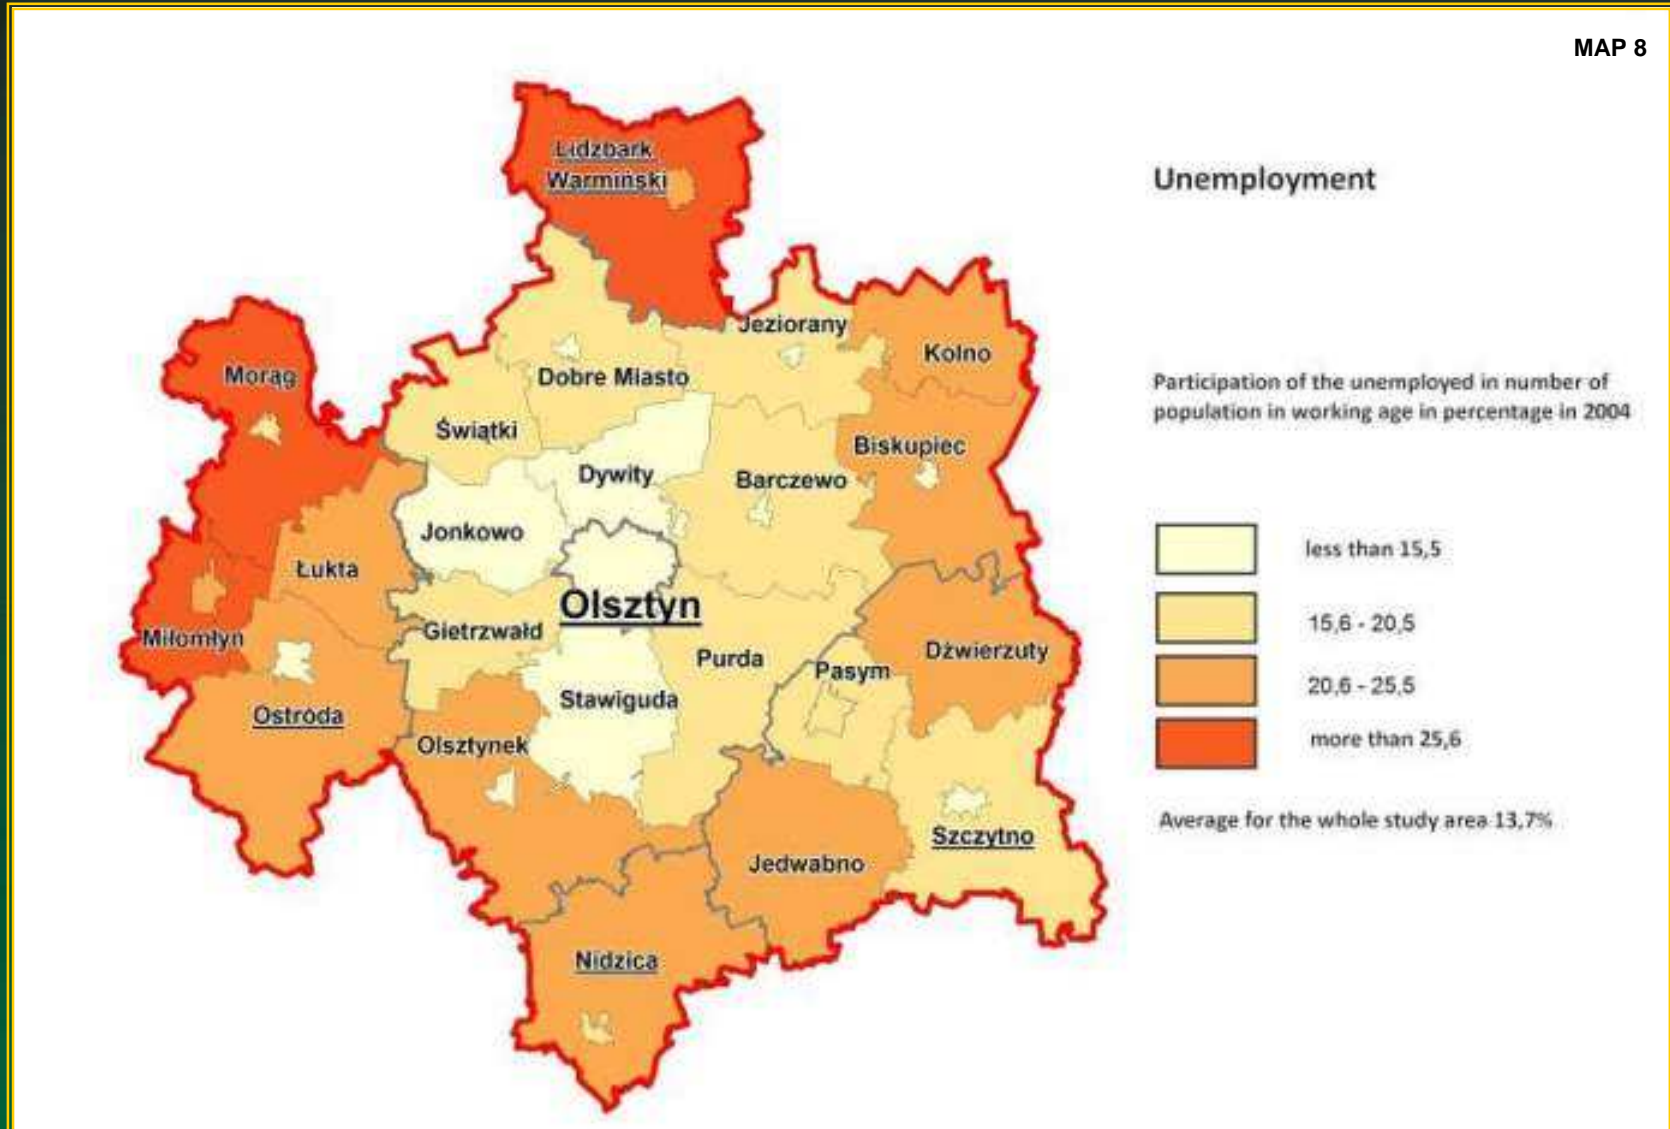 MAP 8
Unemployment
Participation of the unemployed in number of
population in working age in percentage in 2004
less than 15,5
15,6 - 20,5
20,6 - 25,5
more than 25,6
Average for the whole study area 13,7%
Lidzbark
Warmiński
Jeziorany
Kolno
Morąg
Dobre Miasto
Świątki
Biskupiec
Dywity
Barczewo
Jonkowo
Łukta
Olsztyn
Gietrzwałd
Miłomłyn
Purda
Dźwierzuty
Pasym
Stawiguda
Ostróda
Olsztynek
Szczytno
Jedwabno
Nidzica